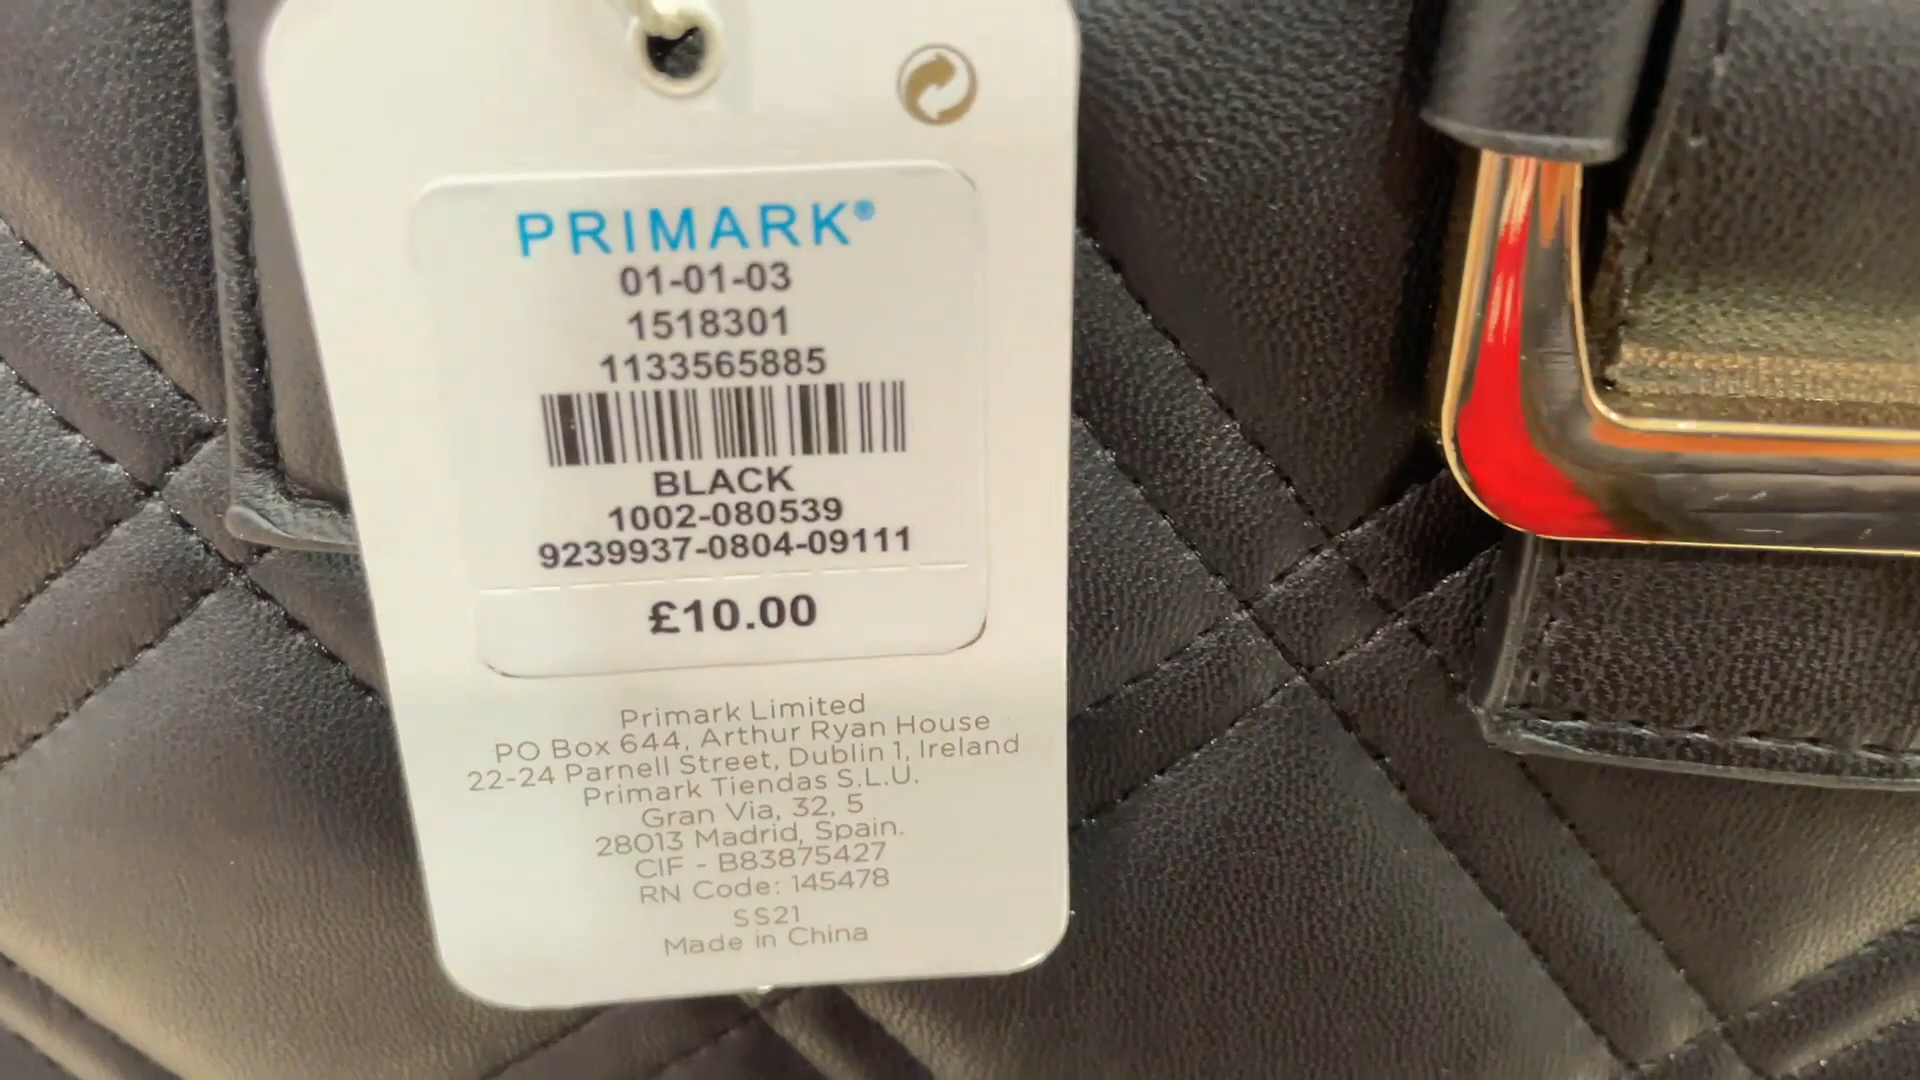 PRIMARK®
01-01-03
1518301
1133565885
BLACK
1002-080539
9239937-0804-09111
£10.00
Primark Limited
PO Box 644, Arthur Ryan House
22-24 Parnell Street, Dublin 1, Ireland
Primark Tiendas S.L.U.
Gran Via, 32, 5
28013 Madrid, Spain.
CIF - B83875427
RN Code: 145478
SS21
Made in China